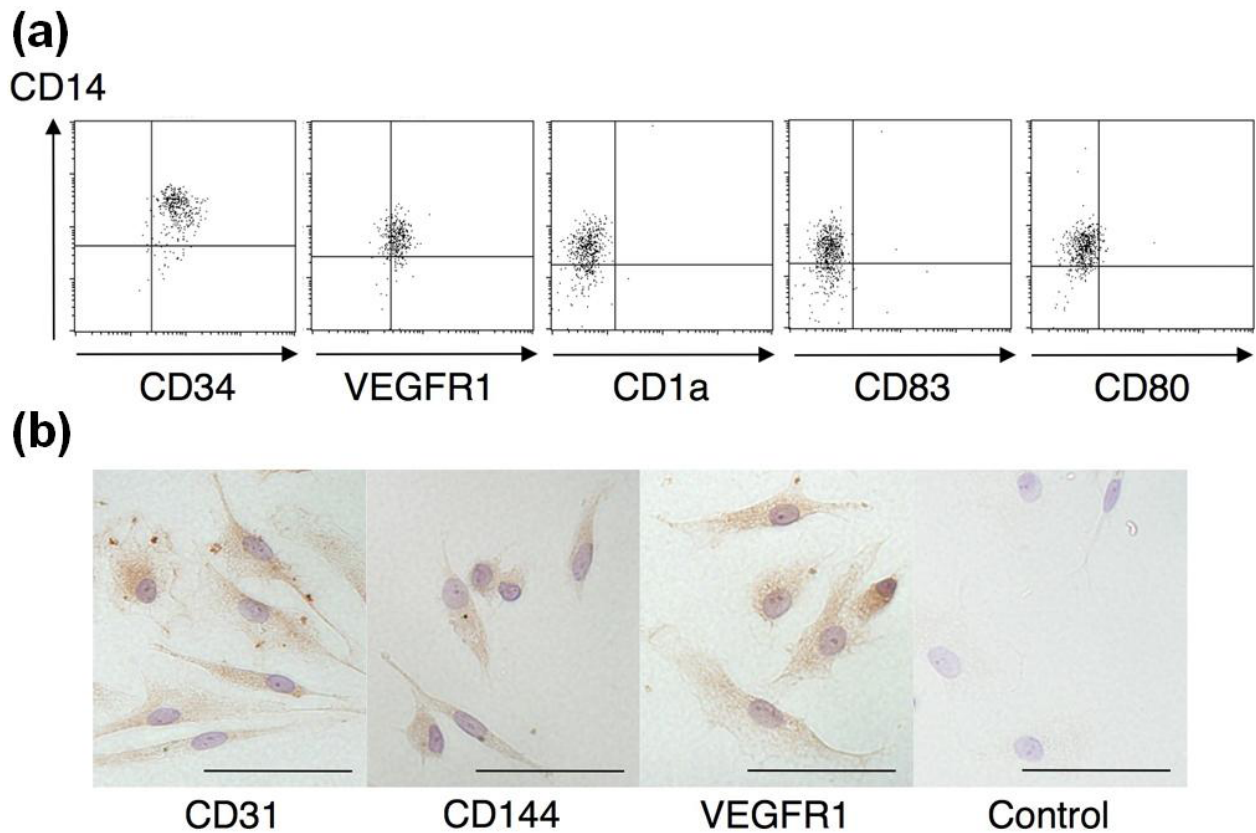 (a)
CD14
CD34 VEGFR1 CD1a CD83 CD80
(b)
CD31 CD144 VEGFR1 Control